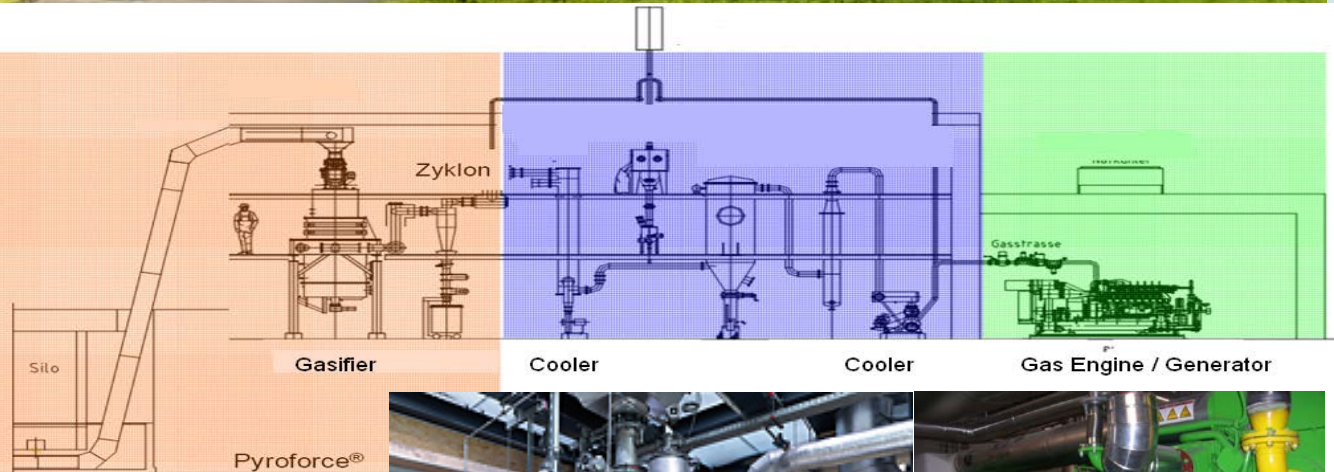 Zyklon
Gasstrasse
Silo
Gasifier
Cooler
Cooler
Gas Engine / Generator
Pyroforce®